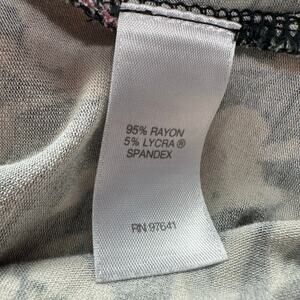 95% RAYON
5% LYCRA ®
SPANDEX
RN 97641